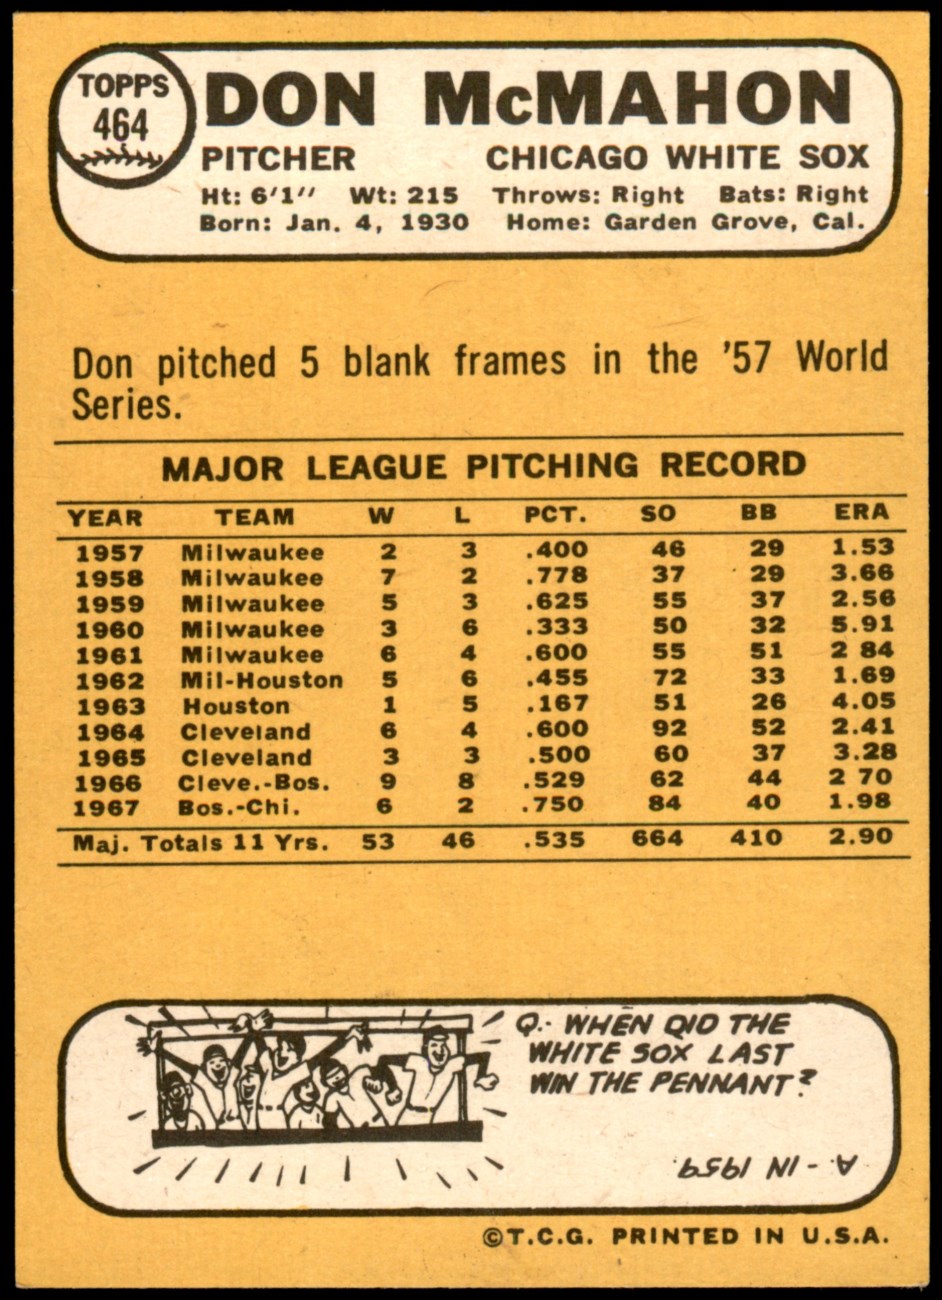 TOPPS
464
DON McMAHON
PITCHER CHICAGO WHITE SOX
Ht: 6'1" Wt: 215 Throws: Right Bats: Right
Born: Jan. 4, 1930 Home: Garden Grove, Cal.
Don pitched 5 blank frames in the '57 World
Series.
MAJOR LEAGUE PITCHING RECORD
YEAR TEAM W L PCT. SO BB ERA
1957 Milwaukee 2 3 .400 46 29 1.53
1958 Milwaukee 7 2 .778 37 29 3.66
1959 Milwaukee 5 3 .625 55 37 2.56
1960 Milwaukee 3 6 .333 50 32 5.91
1961 Milwaukee 6 4 .600 55 51 2 84
1962 Mil-Houston 5 6 .455 72 33 1.69
1963 Houston 1 5 .167 51 26 4.05
1964 Cleveland 6 4 .600 92 52 2.41
1965 Cleveland 3 3 .500 60 37 3.28
1966 Cleve.-Bos. 9 8 .529 62 44 2 70
1967 Bos.-Chi. 6 2 .750 84 40 1.98
Maj. Totals 11 Yrs. 53 46 .535 664 410 2.90
Q.- WHEN DID THE
WHITE SOX LAST
WIN THE PENNANT?
A - IN 1959
©T.C.G. PRINTED IN U.S.A.